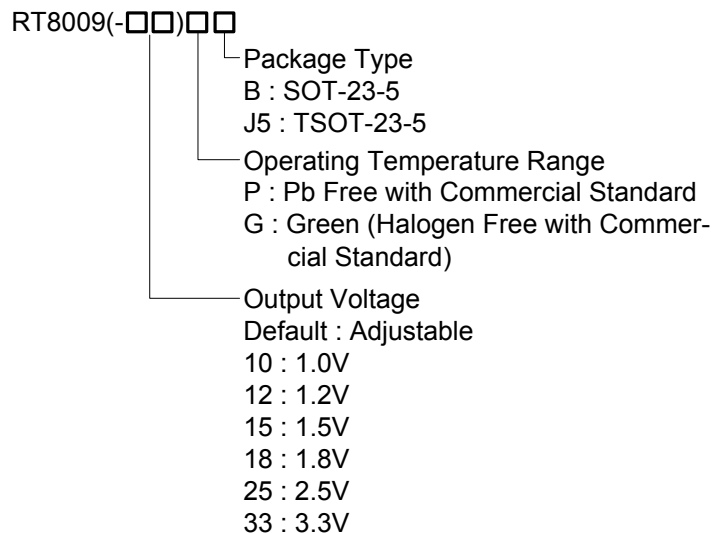 RT8009(-□□)□□
Package Type
B : SOT-23-5
J5 : TSOT-23-5
Operating Temperature Range
P : Pb Free with Commercial Standard
G : Green (Halogen Free with Commer-
cial Standard)
Output Voltage
Default : Adjustable
10 : 1.0V
12 : 1.2V
15 : 1.5V
18 : 1.8V
25 : 2.5V
33 : 3.3V